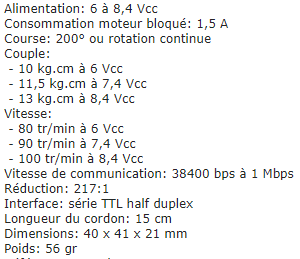 Alimentation: 6 à 8,4 Vcc
Consommation moteur bloqué: 1,5 A
Course: 200° ou rotation continue
Couple:
- 10 kg.cm à 6 Vcc
- 11,5 kg.cm à 7,4 Vcc
- 13 kg.cm à 8,4 Vcc
Vitesse:
- 80 tr/min à 6 Vcc
- 90 tr/min à 7,4 Vcc
- 100 tr/min à 8,4 Vcc
Vitesse de communication: 38400 bps à 1 Mbps
Réduction: 217:1
Interface: série TTL half duplex
Longueur du cordon: 15 cm
Dimensions: 40 x 41 x 21 mm
Poids: 56 gr